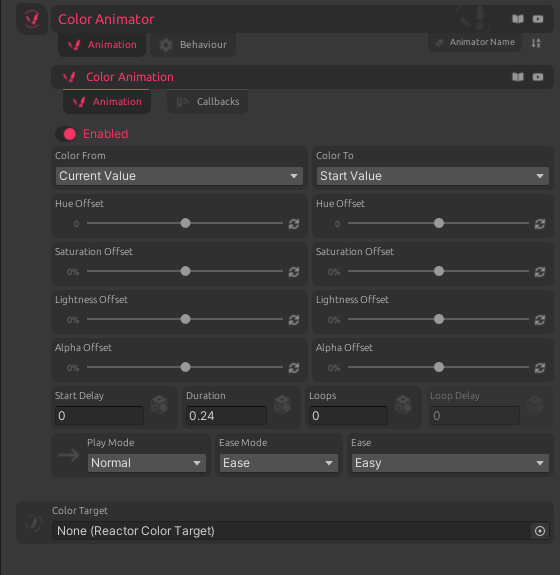 Color Animator
Animation Behaviour Animator Name
Color Animation
Animation Callbacks
Enabled
Color From Color To
Current Value Start Value
Hue Offset Hue Offset
0 0
Saturation Offset Saturation Offset
0% 0%
Lightness Offset Lightness Offset
0% 0%
Alpha Offset Alpha Offset
0% 0%
Start Delay Duration Loops Loop Delay
0 0.24 0 0
Play Mode Ease Mode Ease
Normal Ease Easy
Color Target
None (Reactor Color Target)